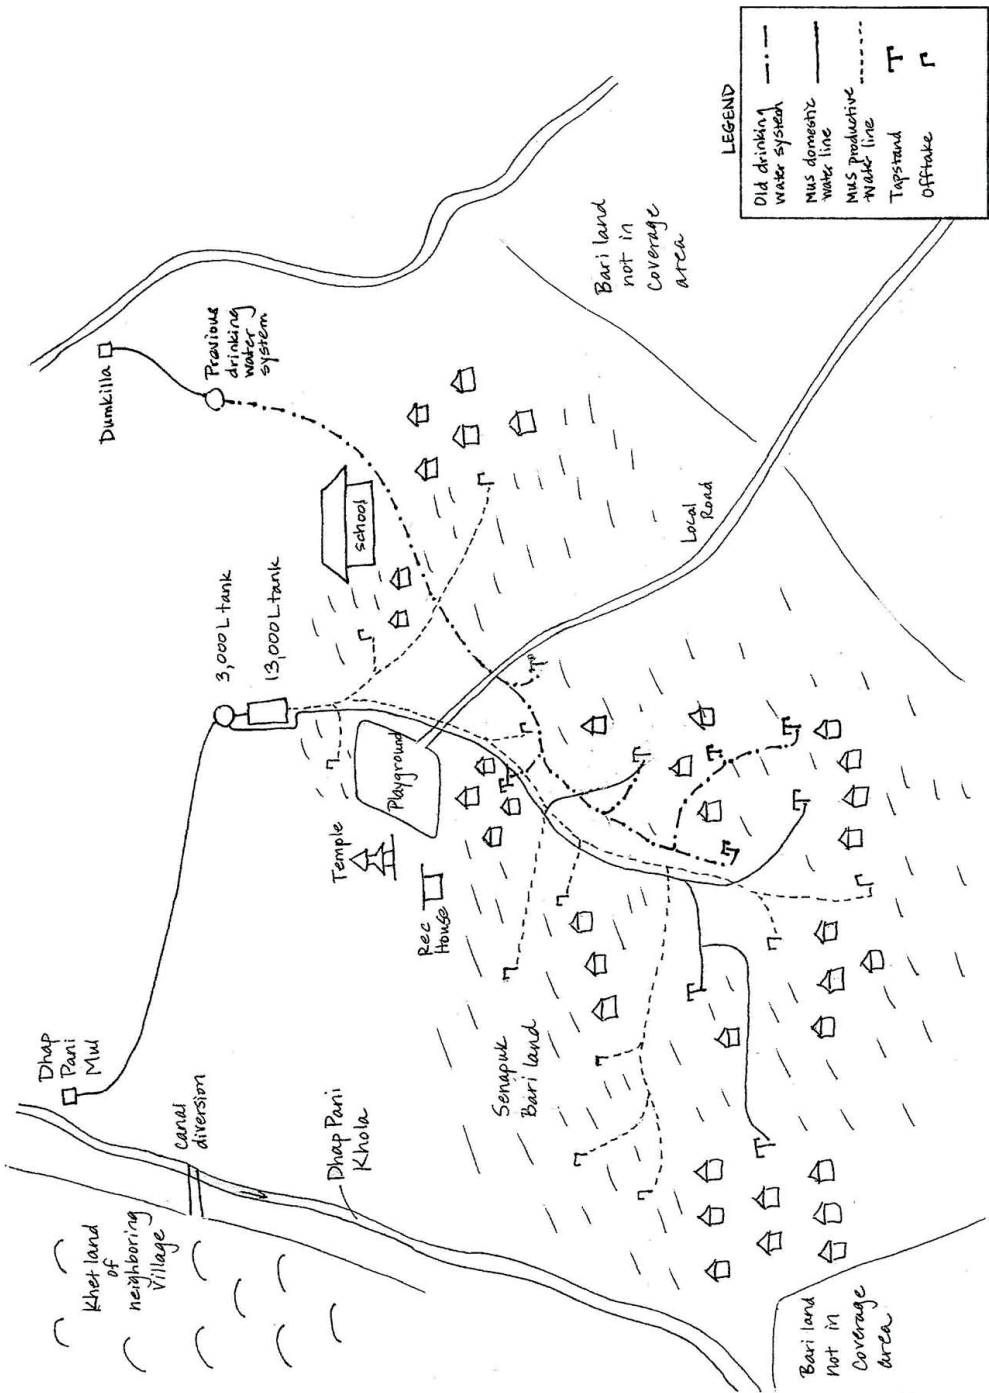 Dhap
Pani
Mul
3,000 L tank
13,000 L tank
Dumkilla
Previous
drinking
water
system
Khet land
of
neighboring
village
Canal
diversion
Dhap Pani
Khola
Temple
Rec
House
Playground
School
Senapuk
Bari land
Local
Road
Bari land
not in
coverage
area
Bari land
not in
coverage
area
LEGEND
Old drinking
water system
Mus domestic
water line
Mus productive
water line
Tapstand
Offtake